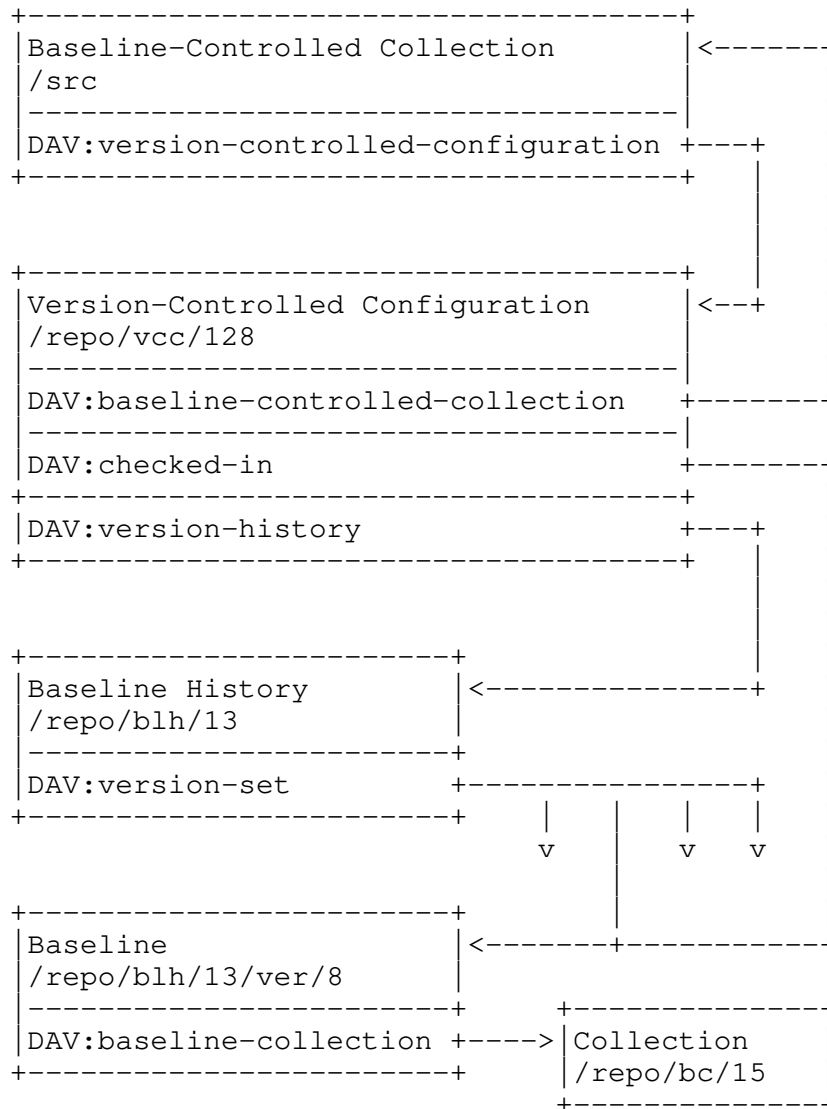 Baseline-Controlled Collection
/src
DAV:version-controlled-configuration
Version-Controlled Configuration
/repo/vcc/128
DAV:baseline-controlled-collection
DAV:checked-in
DAV:version-history
Baseline History
/repo/blh/13
DAV:version-set
v v v
Baseline
/repo/blh/13/ver/8
DAV:baseline-collection
Collection
/repo/bc/15